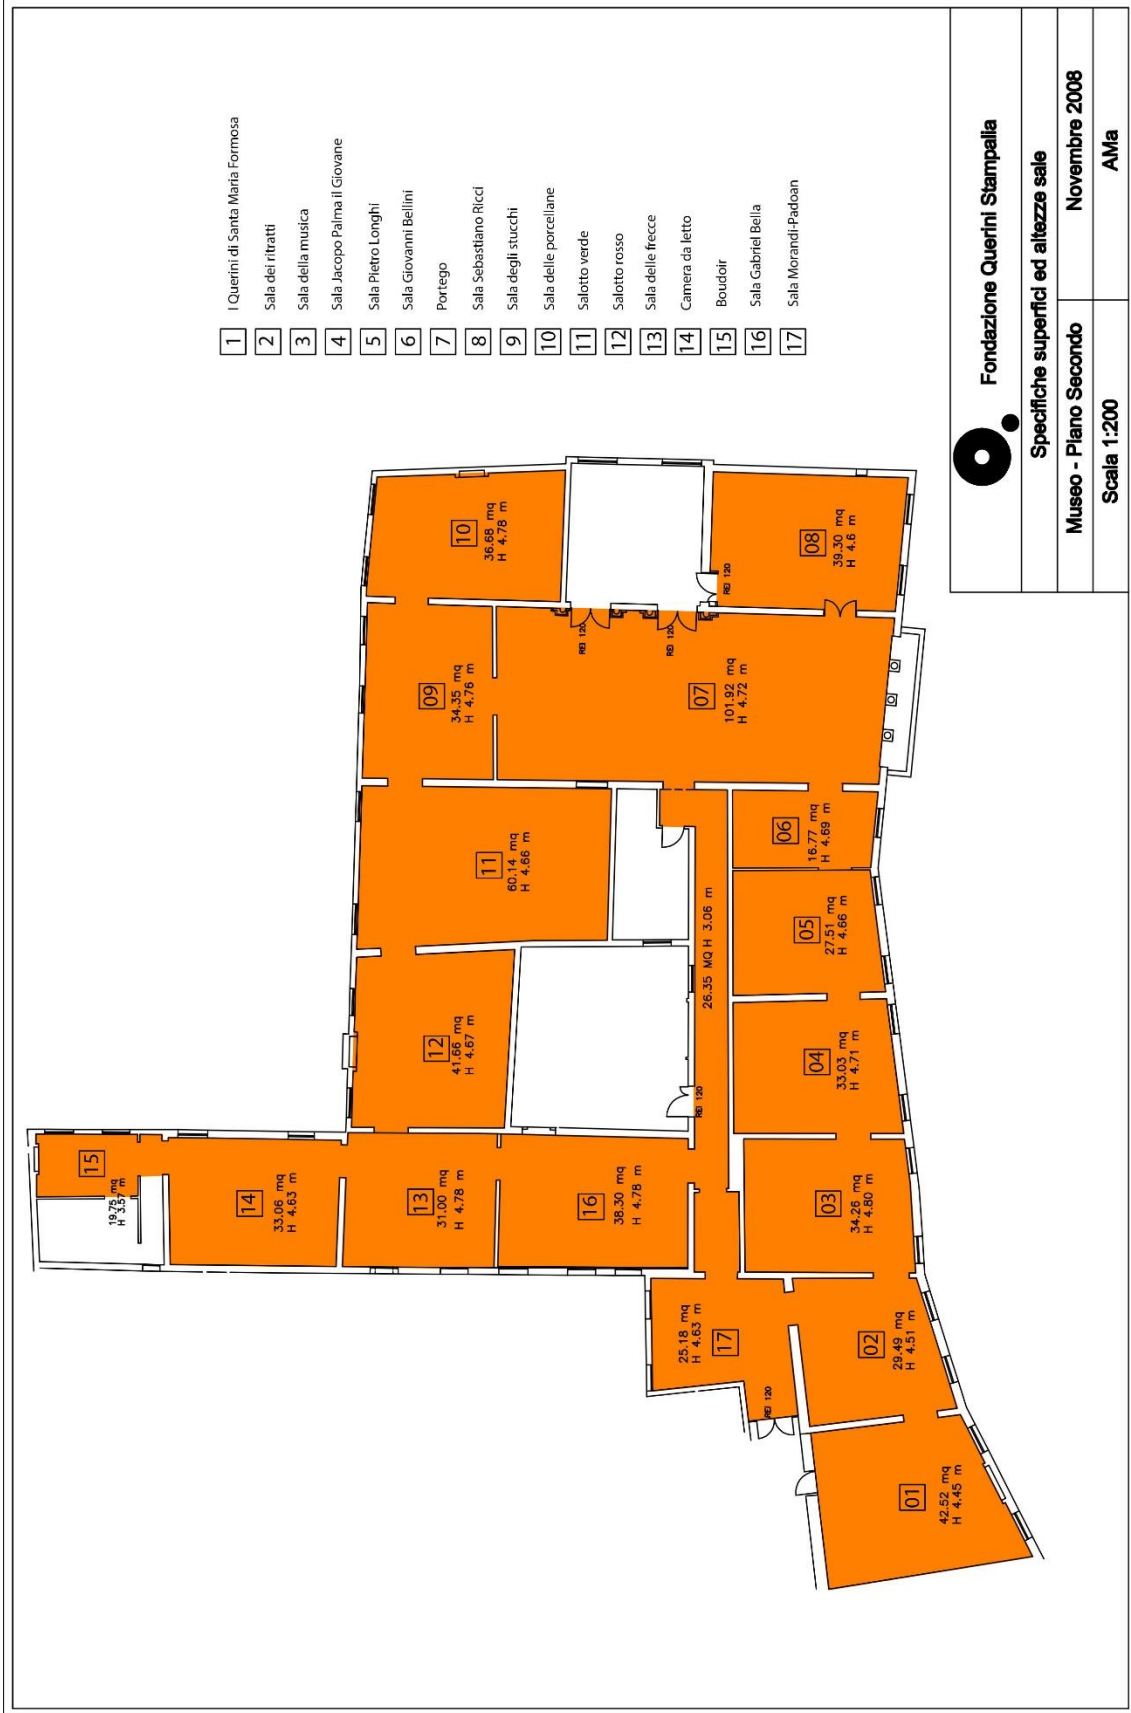 1 I Querini di Santa Maria Formosa
2 Sala dei ritratti
3 Sala della musica
4 Sala Jacopo Palma il Giovane
5 Sala Pietro Longhi
6 Sala Giovanni Bellini
7 Portego
8 Sala Sebastiano Ricci
9 Sala degli stucchi
10 Sala delle porcellane
11 Salotto verde
12 Salotto rosso
13 Sala delle frecce
14 Camera da letto
15 Boudoir
16 Sala Gabriel Bella
17 Sala Morandi-Padoan
15
19.75 mq
H 3.57 m
14
33.06 mq
H 4.63 m
13
31.00 mq
H 4.78 m
16
38.30 mq
H 4.78 m
12
41.66 mq
H 4.67 m
11
60.14 mq
H 4.66 m
09
34.35 mq
H 4.76 m
10
36.68 mq
H 4.78 m
REI 120
REI 120
REI 120
07
101.92 mq
H 4.72 m
08
39.30 mq
H 4.6 m
26.35 MQ H 3.06 m
REI 120
06
16.77 mq
H 4.69 m
05
27.51 mq
H 4.66 m
04
33.03 mq
H 4.71 m
03
34.26 mq
H 4.80 m
25.18 mq
H 4.63 m
17
REI 120
02
29.49 mq
H 4.51 m
01
42.52 mq
H 4.45 m
Fondazione Querini Stampalia
Specifiche superfici ed altezze sale
Museo - Piano Secondo
Novembre 2008
Scala 1:200
AMa